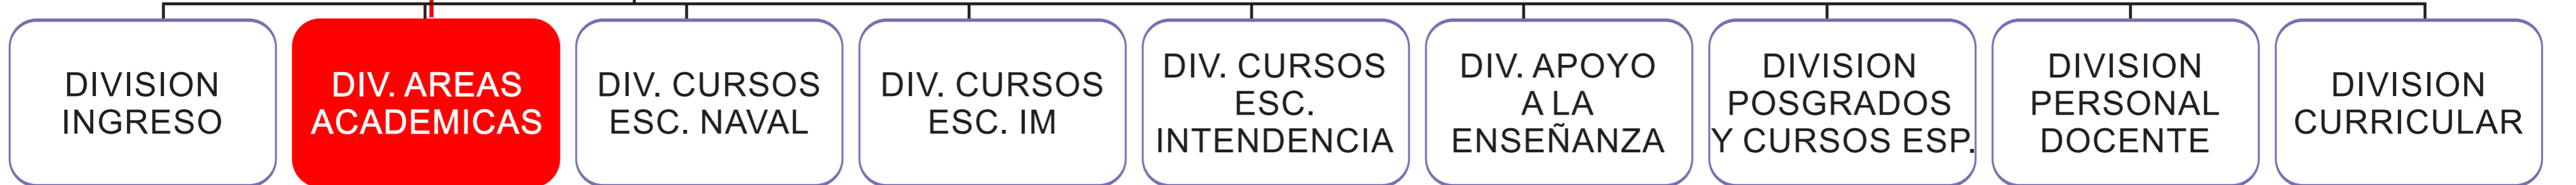 DIVISION
INGRESO
DIV. AREAS
ACADEMICAS
DIV. CURSOS
ESC. NAVAL
DIV. CURSOS
ESC. IM
DIV. CURSOS
ESC.
INTENDENCIA
DIV. APOYO
A LA
ENSEÑANZA
DIVISION
POSGRADOS
Y CURSOS ESP.
DIVISION
PERSONAL
DOCENTE
DIVISION
CURRICULAR